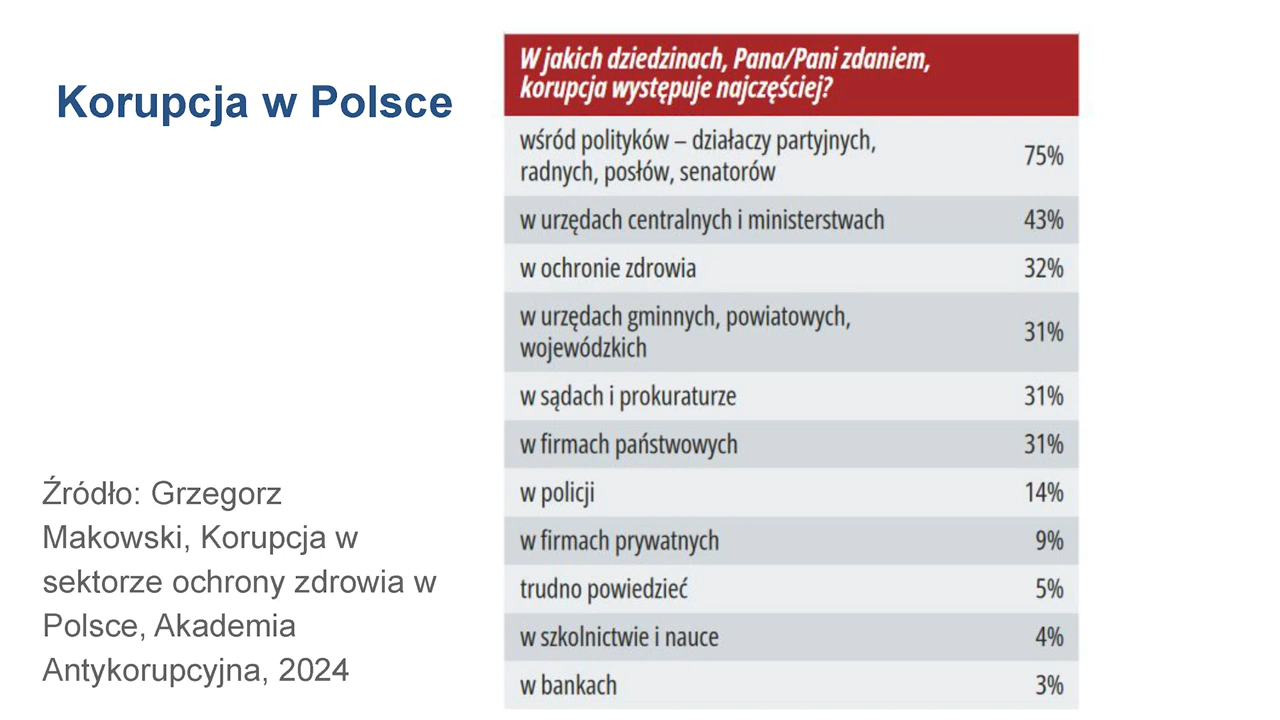 Korupcja w Polsce
W jakich dziedzinach, Pana/Pani zdaniem,
korupcja występuje najczęściej?
wśród polityków – działaczy partyjnych,
radnych, posłów, senatorów
75%
w urzędach centralnych i ministerstwach 43%
w ochronie zdrowia 32%
w urzędach gminnych, powiatowych,
wojewódzkich
31%
w sądach i prokuraturze 31%
w firmach państwowych 31%
w policji 14%
w firmach prywatnych 9%
trudno powiedzieć 5%
w szkolnictwie i nauce 4%
w bankach 3%
Źródło: Grzegorz
Makowski, Korupcja w
sektorze ochrony zdrowia w
Polsce, Akademia
Antykorupcyjna, 2024